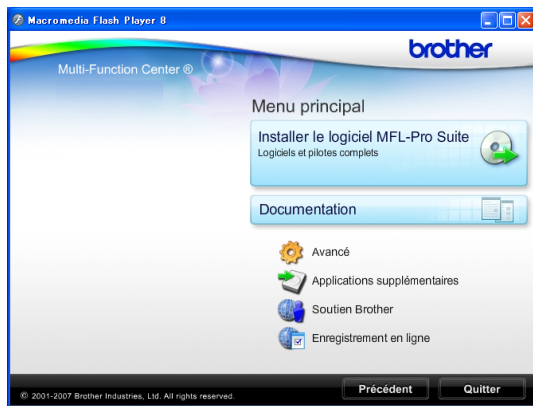 Macromedia Flash Player 8
brother
Multi-Function Center ®
Menu principal
Installer le logiciel MFL-Pro Suite
Logiciels et pilotes complets
Documentation
Avancé
Applications supplémentaires
Soutien Brother
Enregistrement en ligne
© 2001-2007 Brother Industries, Ltd. All rights reserved.
Précédent
Quitter